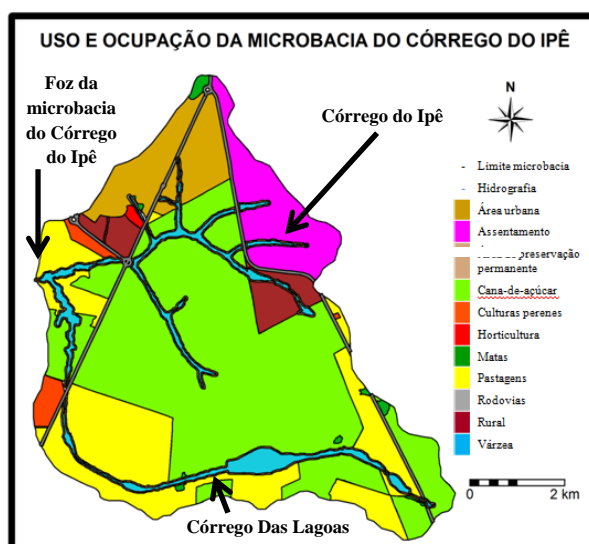 USO E OCUPAÇÃO DA MICROBACIA DO CÓRREGO DO IPÊ
Foz da
microbacia
do Córrego
do Ipê
Córrego do Ipê
N
Limite microbacia
Hidrografia
Área urbana
Assentamento
preservação
permanente
Cana-de-açúcar
Culturas perenes
Horticultura
Matas
Pastagens
Rodovias
Rural
Várzea
0 2 km
Córrego Das Lagoas